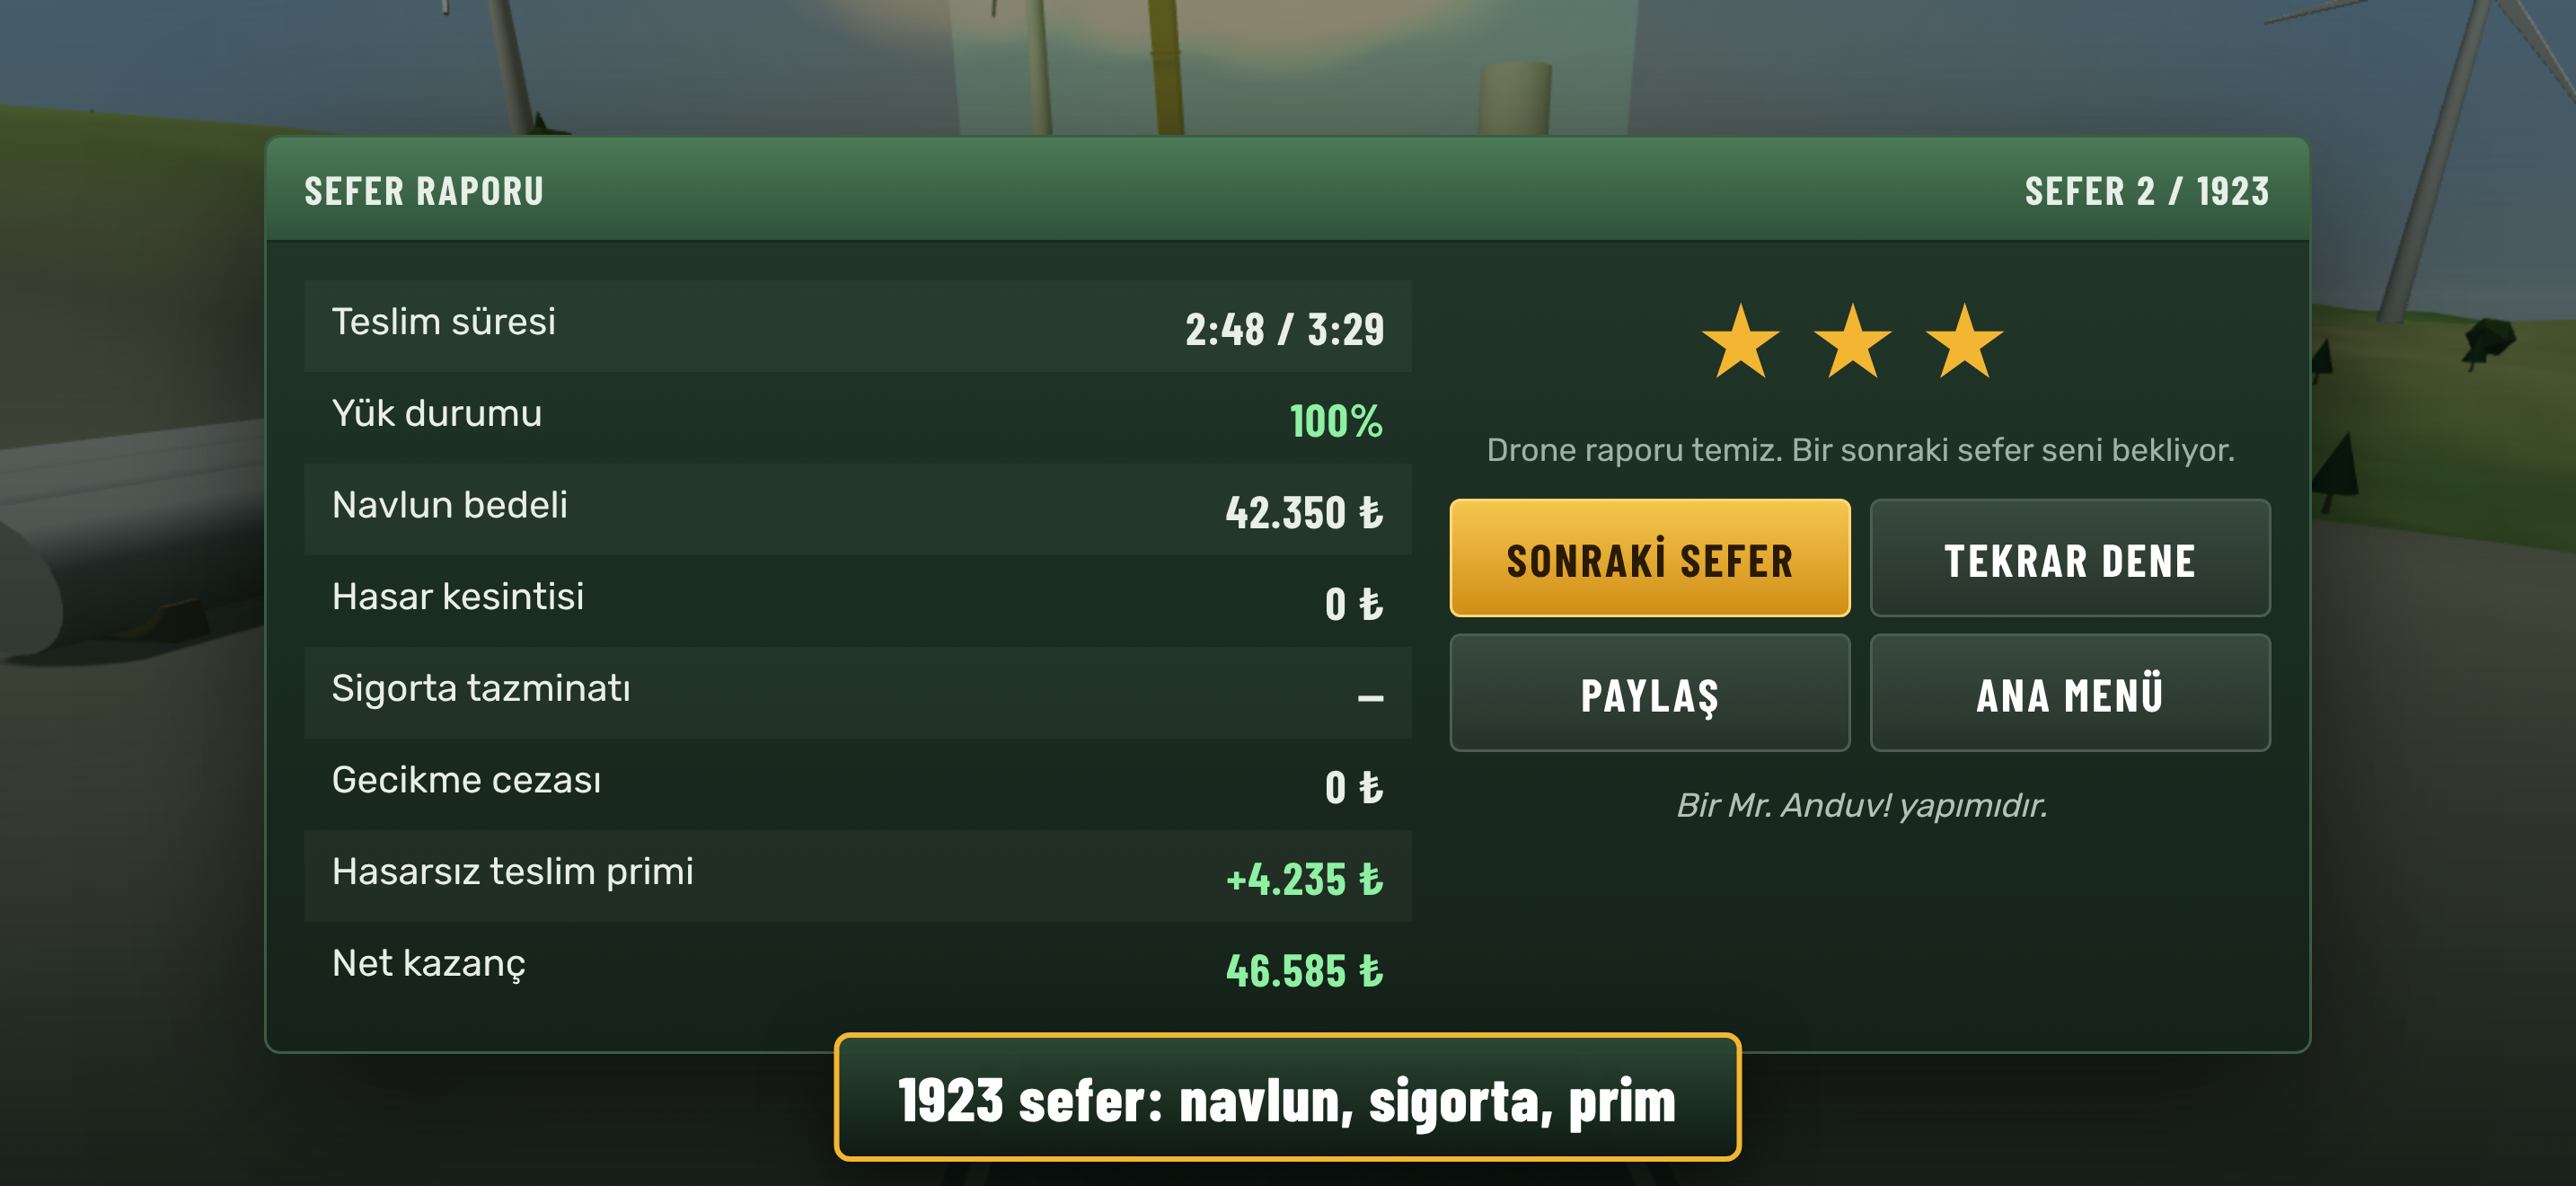 SEFER RAPORU
SEFER 2 / 1923
Teslim süresi 2:48 / 3:29
Yük durumu 100%
Navlun bedeli 42.350 ₺
Hasar kesintisi 0 ₺
Sigorta tazminatı —
Gecikme cezası 0 ₺
Hasarsız teslim primi +4.235 ₺
Net kazanç 46.585 ₺
★ ★ ★
Drone raporu temiz. Bir sonraki sefer seni bekliyor.
SONRAKİ SEFER
TEKRAR DENE
PAYLAŞ
ANA MENÜ
Bir Mr. Anduv! yapımıdır.
1923 sefer: navlun, sigorta, prim